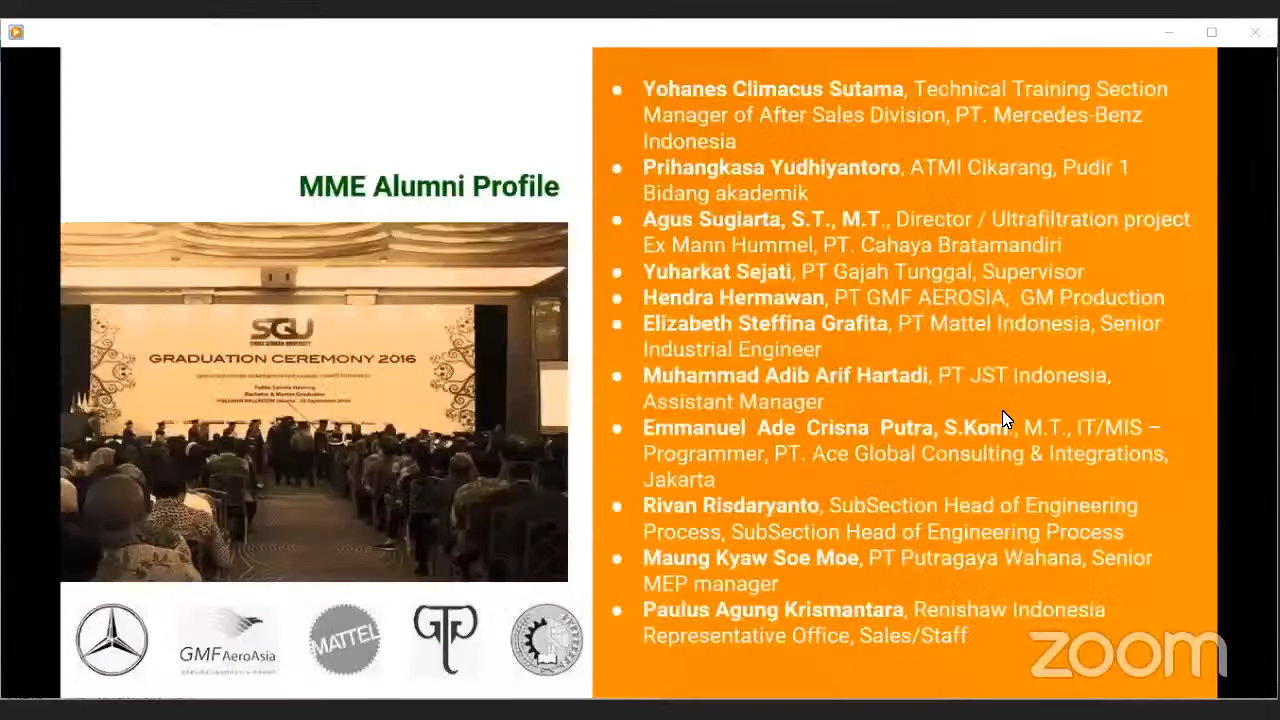 MME Alumni Profile
SGU
SWISS GERMAN UNIVERSITY
GRADUATION CEREMONY 2016
GMF AeroAsia
MATTEL
Yohanes Climacus Sutama, Technical Training Section
Manager of After Sales Division, PT. Mercedes-Benz
Indonesia
Prihangkasa Yudhiyantoro, ATMI Cikarang, Pudir 1
Bidang akademik
Agus Sugiarta, S.T., M.T., Director / Ultrafiltration project
Ex Mann Hummel, PT. Cahaya Bratamandiri
Yuharkat Sejati, PT Gajah Tunggal, Supervisor
Hendra Hermawan, PT GMF AEROSIA, GM Production
Elizabeth Steffina Grafita, PT Mattel Indonesia, Senior
Industrial Engineer
Muhammad Adib Arif Hartadi, PT JST Indonesia,
Assistant Manager
Emmanuel Ade Crisna Putra, S.Kom., M.T., IT/MIS –
Programmer, PT. Ace Global Consulting & Integrations,
Jakarta
Rivan Risdaryanto, SubSection Head of Engineering
Process, SubSection Head of Engineering Process
Maung Kyaw Soe Moe, PT Putragaya Wahana, Senior
MEP manager
Paulus Agung Krismantara, Renishaw Indonesia
Representative Office, Sales/Staff
zoom